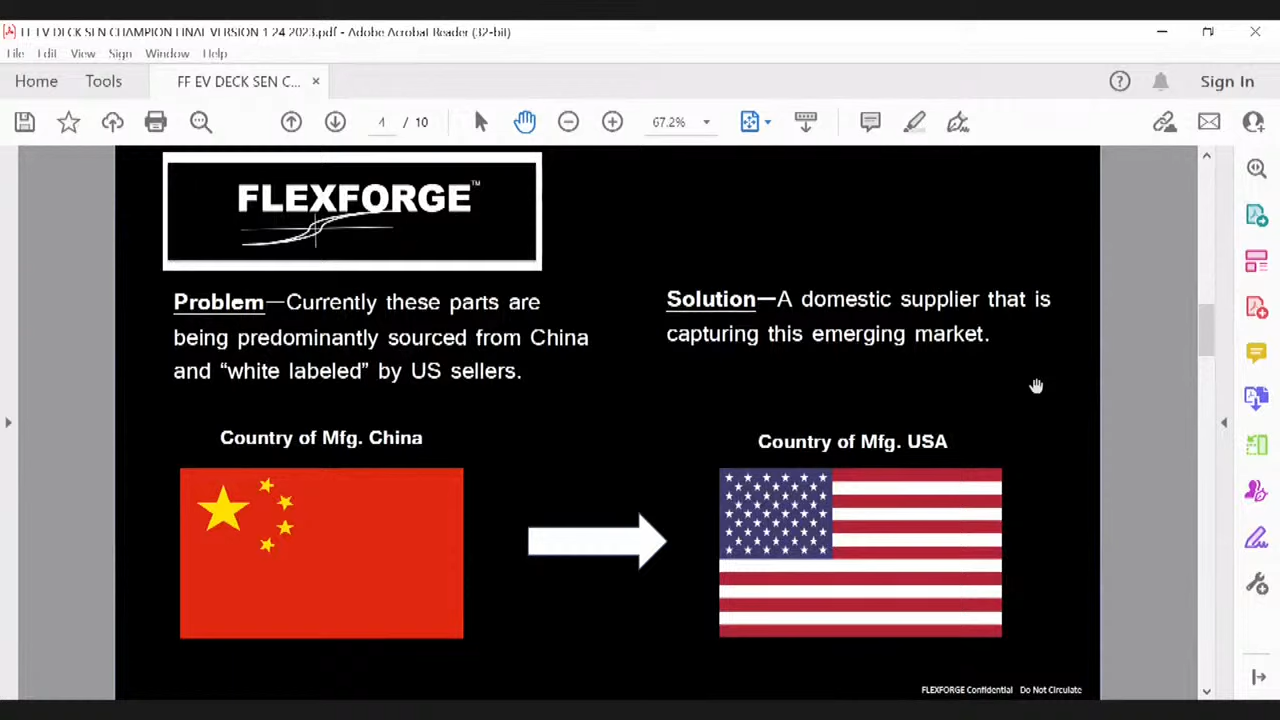 FF EV DECK SEN CHAMPION FINAL VERSION 1 24 2023.pdf - Adobe Acrobat Reader (32-bit)
File Edit View Sign Window Help
Home Tools FF EV DECK SEN C... × Sign In
4 / 10 67.2%
FLEXFORGE™
Problem—Currently these parts are
being predominantly sourced from China
and “white labeled” by US sellers.
Solution—A domestic supplier that is
capturing this emerging market.
Country of Mfg. China
Country of Mfg. USA
FLEXFORGE Confidential Do Not Circulate